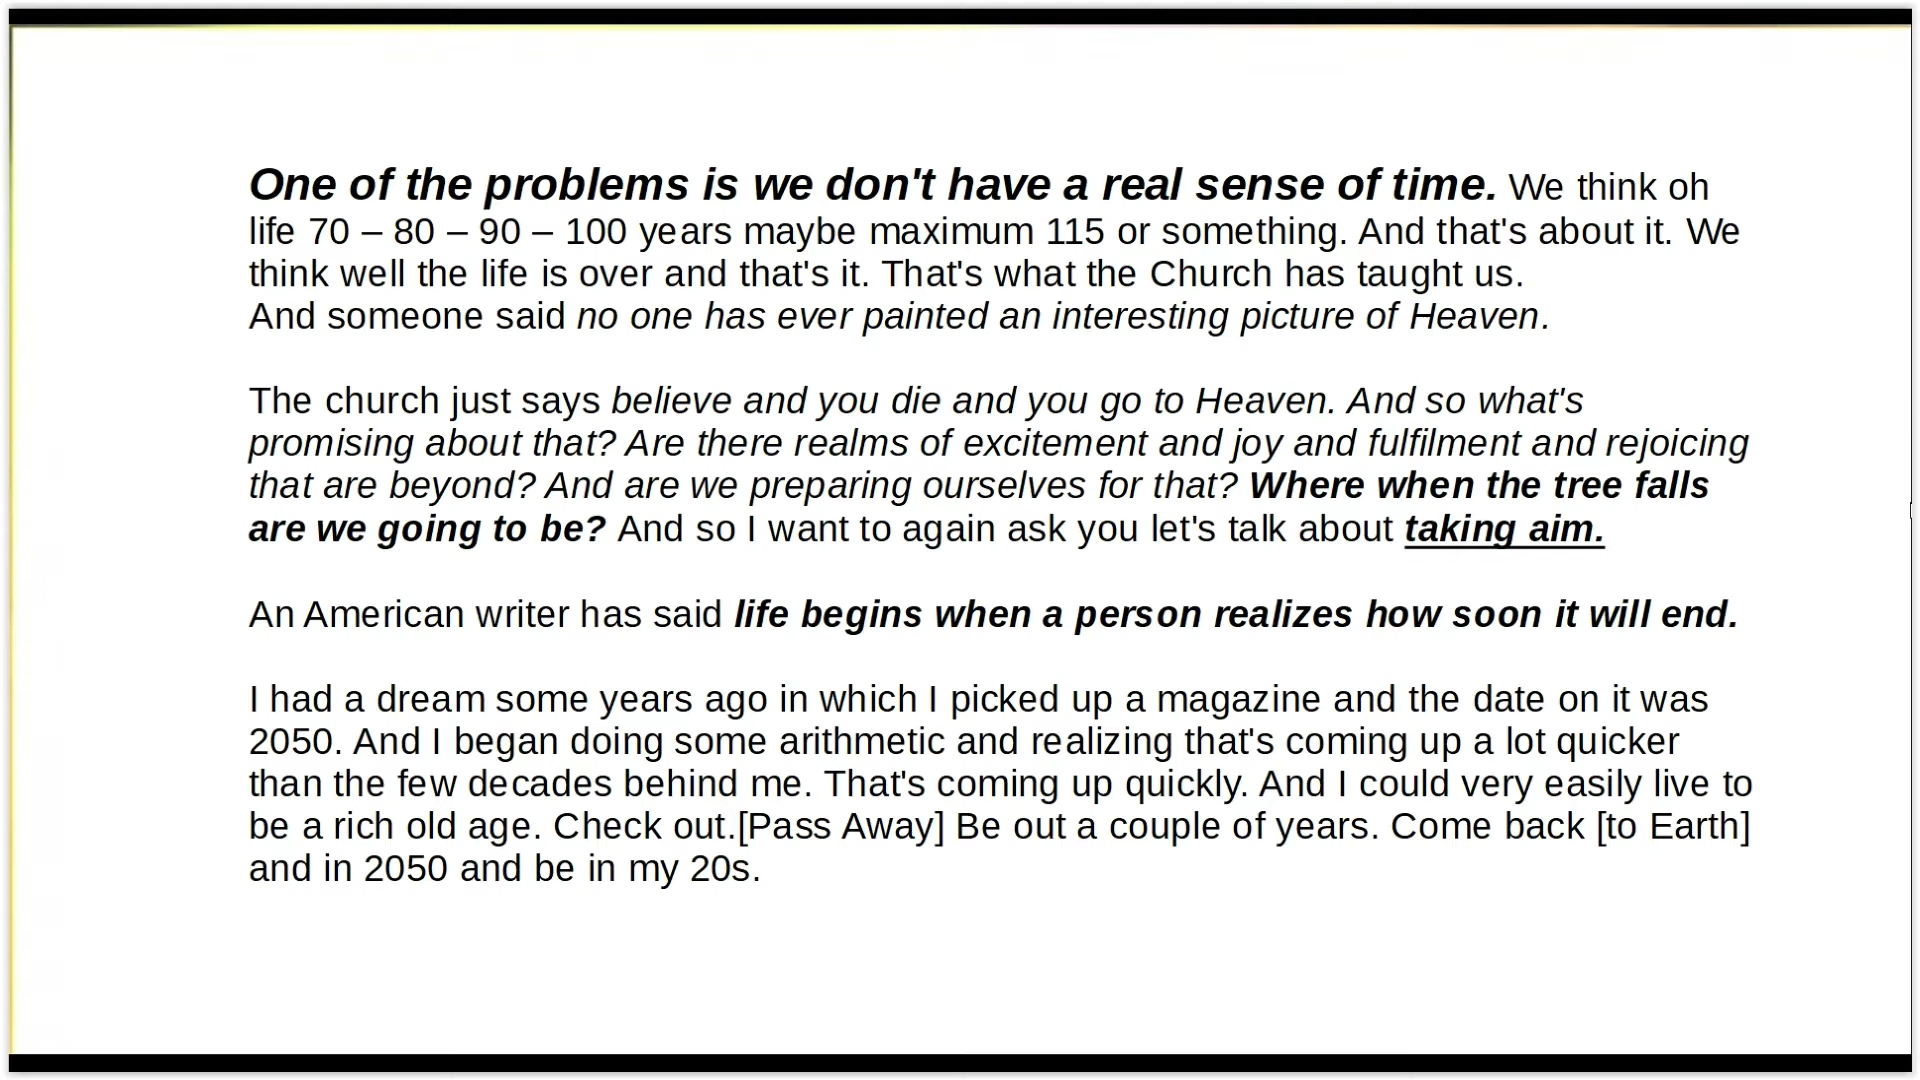 One of the problems is we don't have a real sense of time. We think oh
life 70 – 80 – 90 – 100 years maybe maximum 115 or something. And that's about it. We
think well the life is over and that's it. That's what the Church has taught us.
And someone said no one has ever painted an interesting picture of Heaven.
The church just says believe and you die and you go to Heaven. And so what's
promising about that? Are there realms of excitement and joy and fulfilment and rejoicing
that are beyond? And are we preparing ourselves for that? Where when the tree falls
are we going to be? And so I want to again ask you let's talk about taking aim.
An American writer has said life begins when a person realizes how soon it will end.
I had a dream some years ago in which I picked up a magazine and the date on it was
2050. And I began doing some arithmetic and realizing that's coming up a lot quicker
than the few decades behind me. That's coming up quickly. And I could very easily live to
be a rich old age. Check out.[Pass Away] Be out a couple of years. Come back [to Earth]
and in 2050 and be in my 20s.